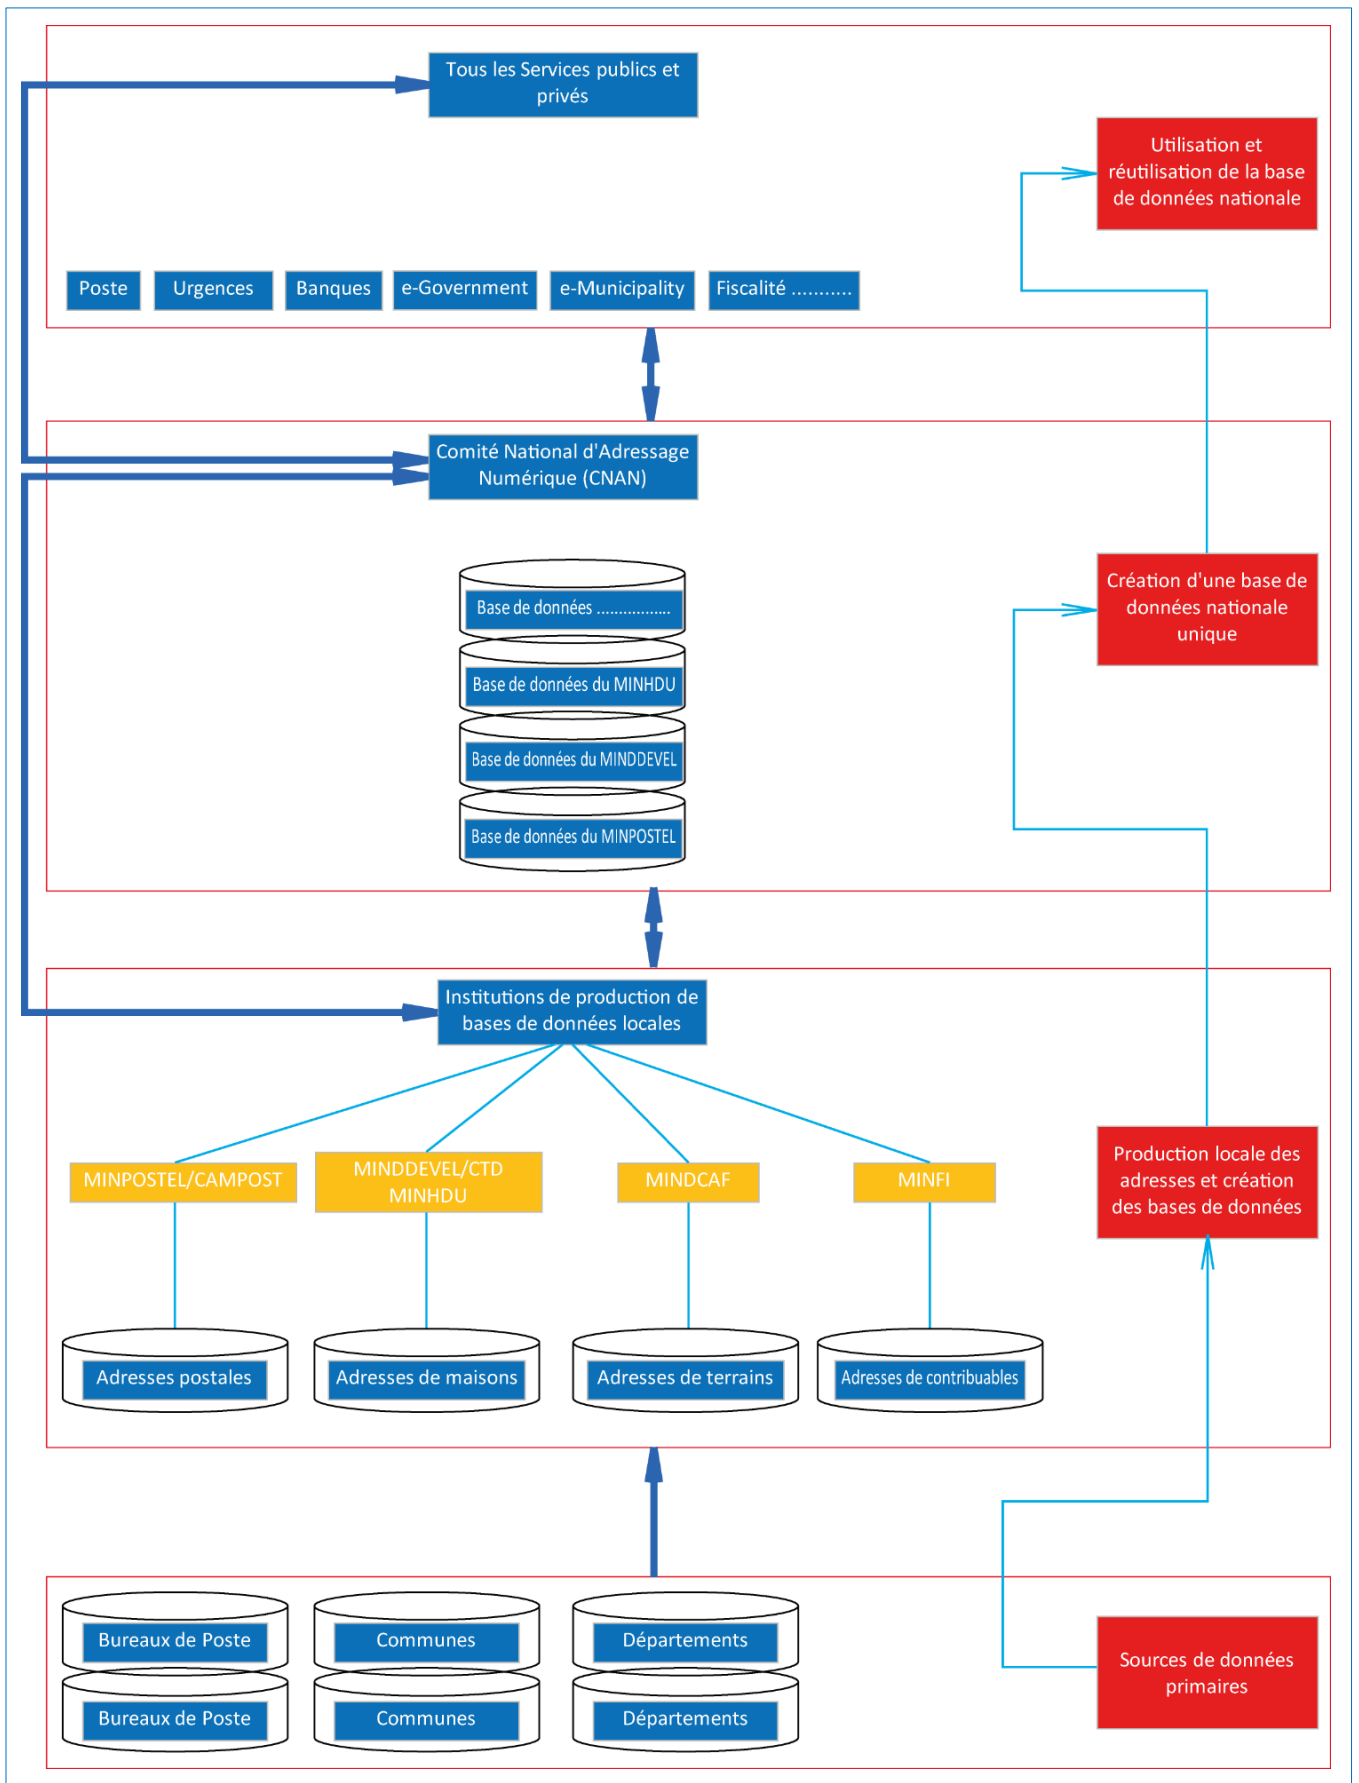 Tous les Services publics et
privés
Utilisation et
réutilisation de la base
de données nationale
Poste
Urgences
Banques
e-Government
e-Municipality
Fiscalité ...........
Comité National d'Adressage
Numérique (CNAN)
Base de données .................
Base de données du MINHDU
Base de données du MINDDEVEL
Base de données du MINPOSTEL
Création d'une base de
données nationale
unique
Institutions de production de
bases de données locales
MINPOSTEL/CAMPOST
MINDDEVEL/CTD
MINHDU
MINDCAF
MINFI
Production locale des
adresses et création
des bases de données
Adresses postales
Adresses de maisons
Adresses de terrains
Adresses de contribuables
Bureaux de Poste
Communes
Départements
Sources de données
primaires
Bureaux de Poste
Communes
Départements